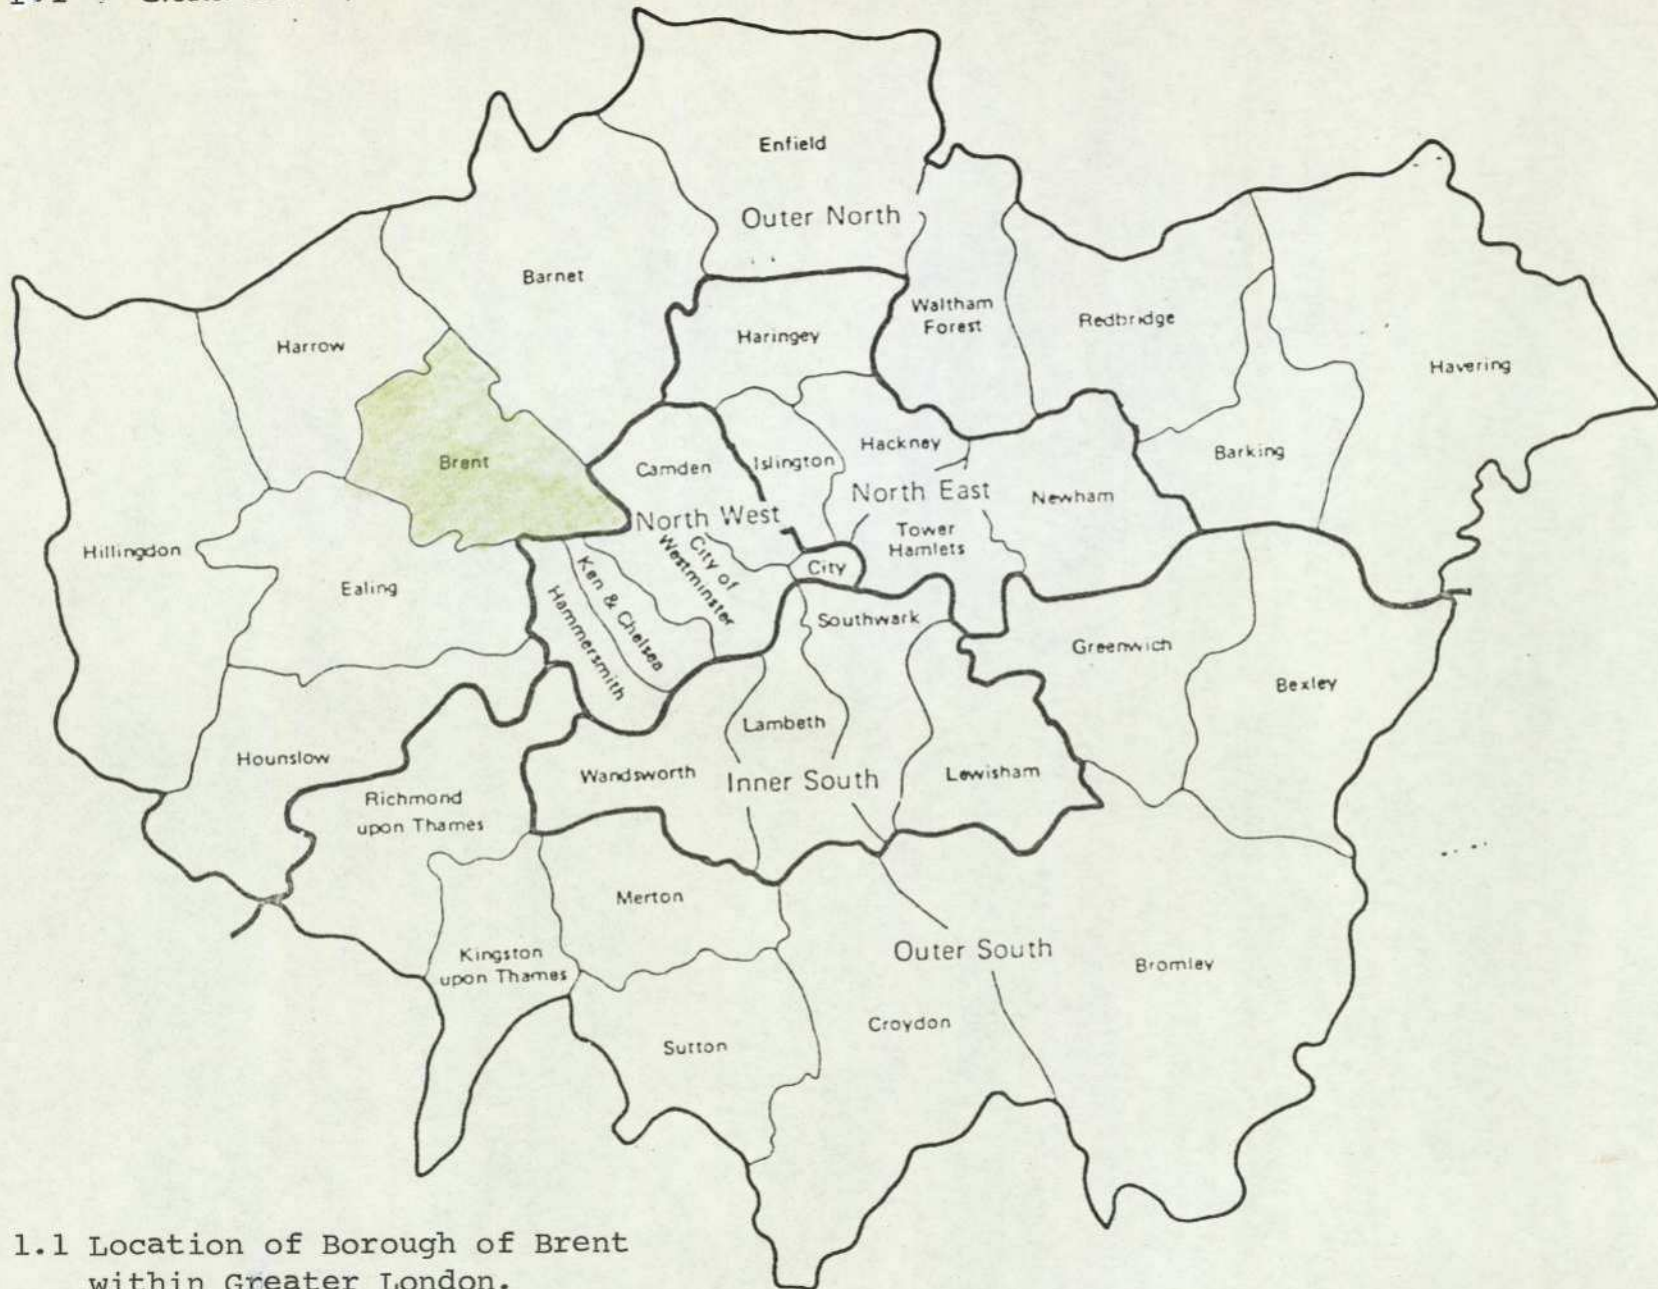 Enfield
Outer North
Barnet
Waltham
Forest
Redbridge
Haringey
Harrow
Havering
Hackney
Brent
Camden
Islington
Barking
North East
Newham
North West
Tower
Hamlets
Hillingdon
City of
Westminster
City
Ealing
Ken & Chelsea
Hammersmith
Southwark
Greenwich
Bexley
Lambeth
Hounslow
Wandsworth
Inner South
Lewisham
Richmond
upon Thames
Merton
Kingston
upon Thames
Outer South
Bromley
Croydon
Sutton
1.1 Location of Borough of Brent
within Greater London.